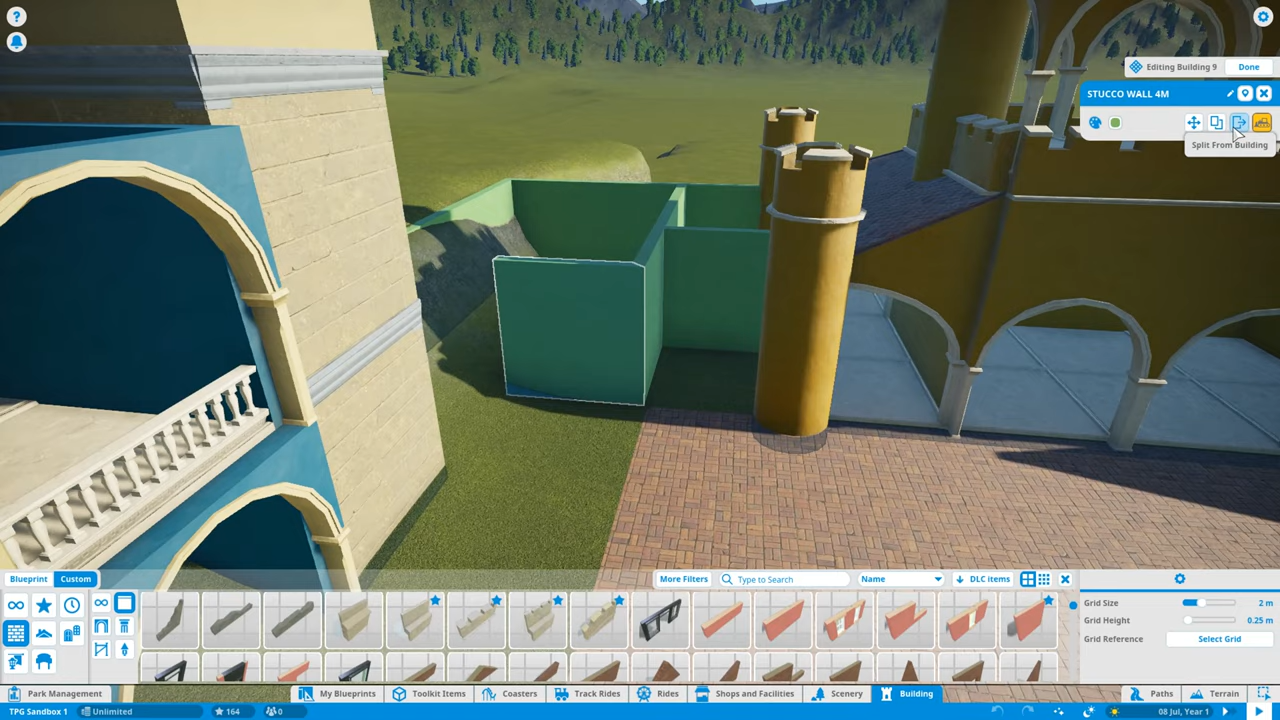 ?
Editing Building 9 Done
STUCCO WALL 4M
Split From Building
Blueprint Custom More Filters Type to Search Name DLC items
Grid Size 2 m
Grid Height 0.25 m
Grid Reference Select Grid
Park Management My Blueprints Toolkit Items Coasters Track Rides Rides Shops and Facilities Scenery Building Paths Terrain
TPG Sandbox 1 Unlimited 164 0 08 Jul, Year 1